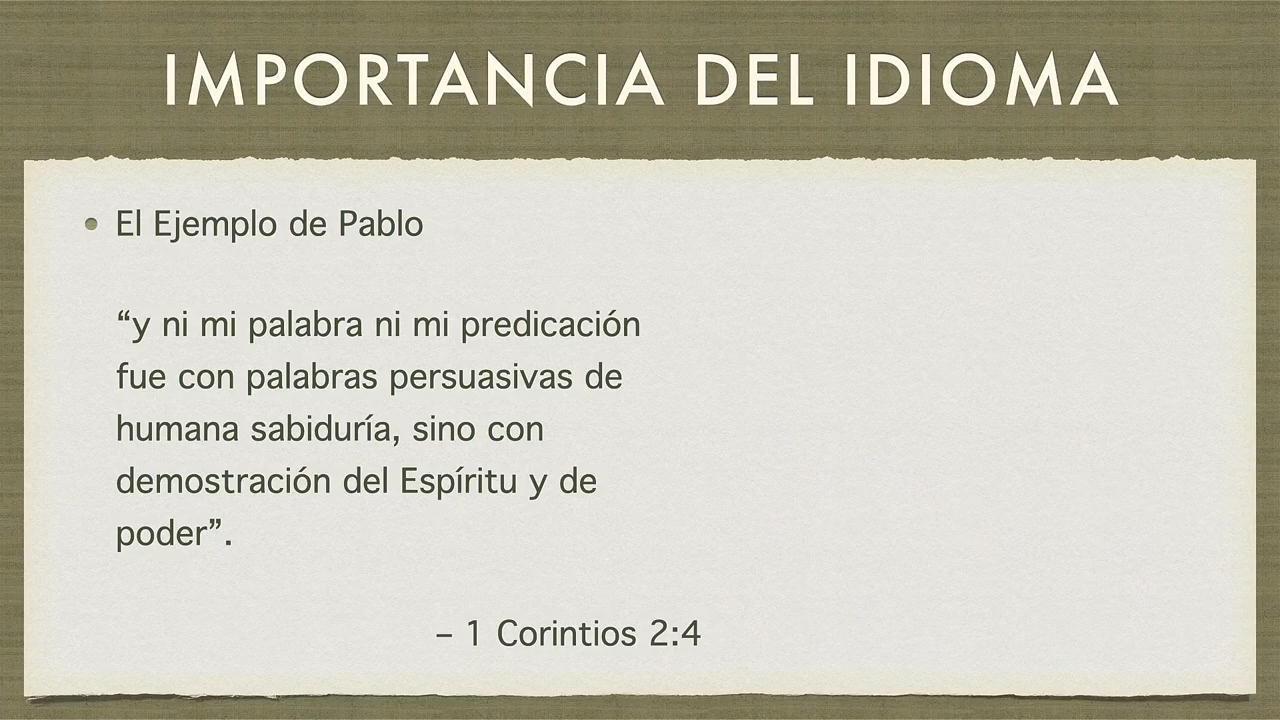 IMPORTANCIA DEL IDIOMA
• El Ejemplo de Pablo
“y ni mi palabra ni mi predicación
fue con palabras persuasivas de
humana sabiduría, sino con
demostración del Espíritu y de
poder”.
– 1 Corintios 2:4